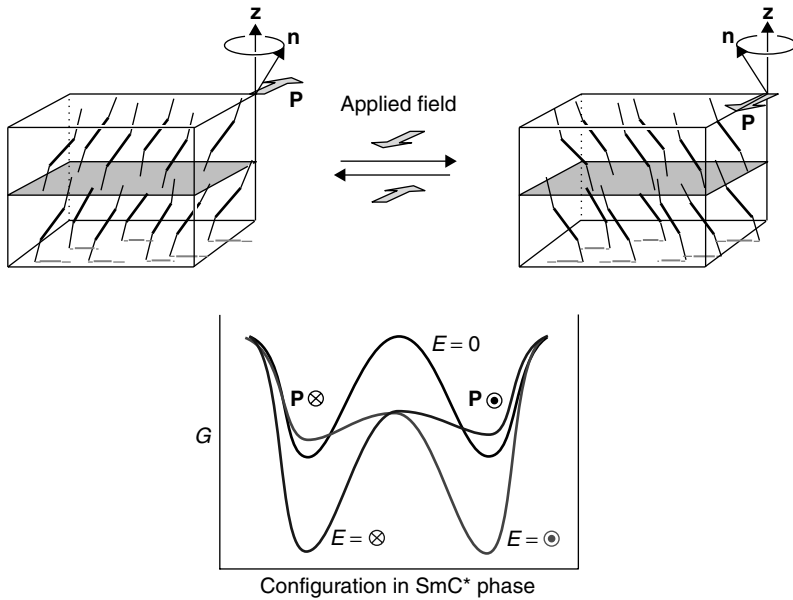 z
n
P
Applied field
z
n
P
E = 0
P ⊗
P ⊙
G
E = ⊗
E = ⊙
Configuration in SmC* phase